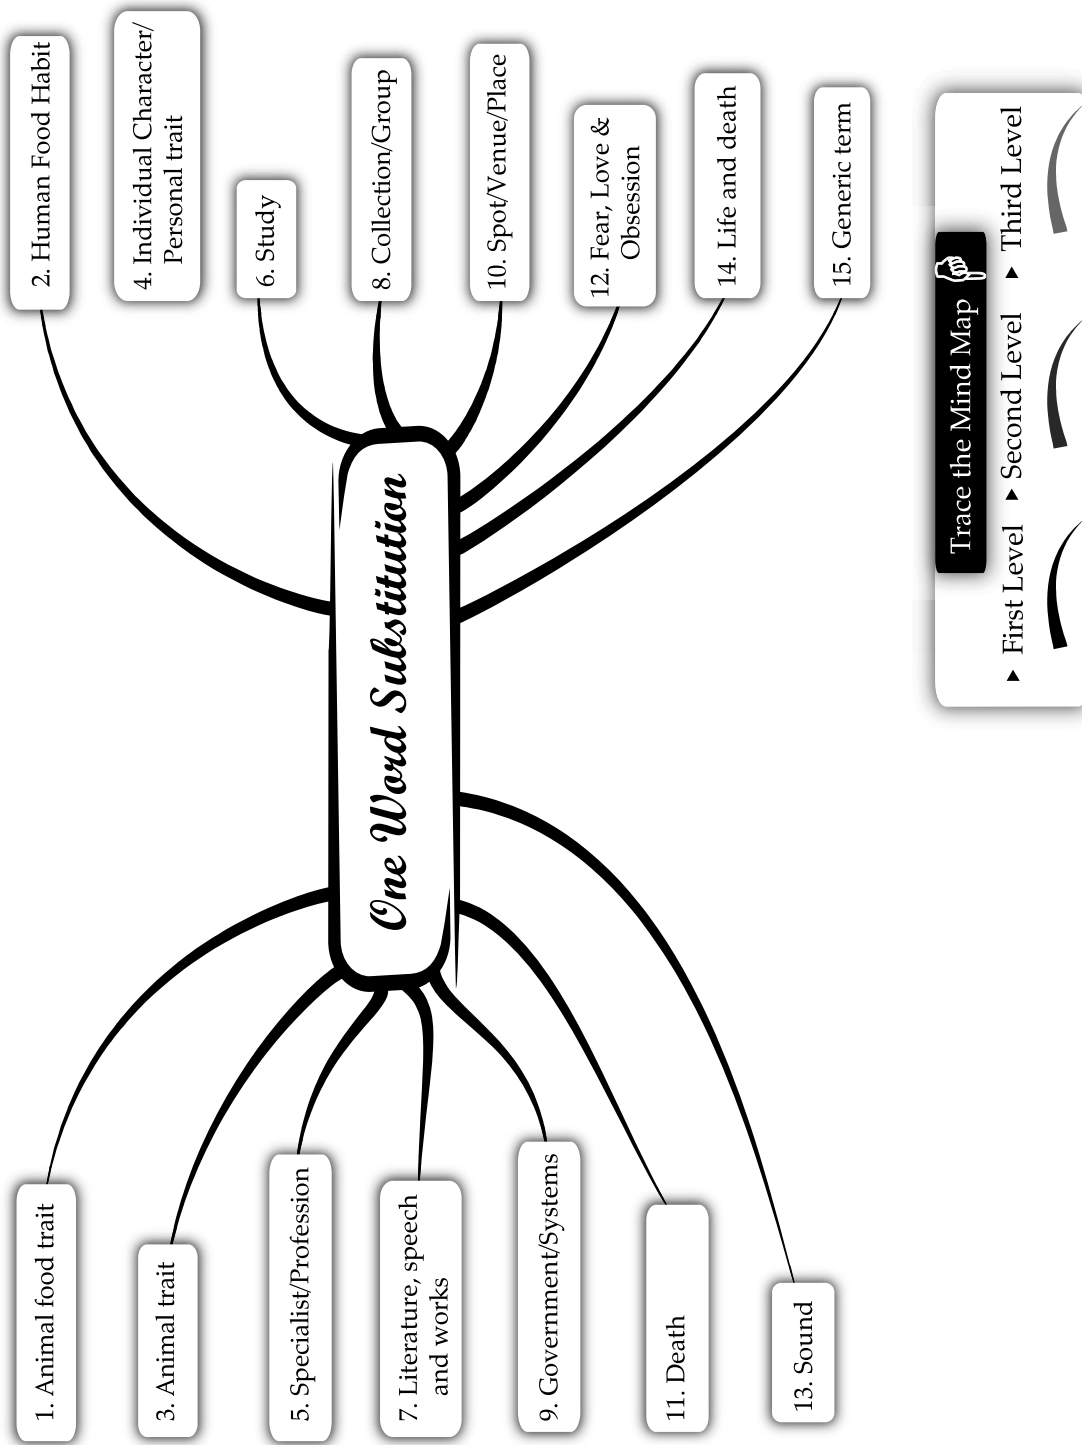 One Word Substitution
1. Animal food trait
2. Human Food Habit
3. Animal trait
4. Individual Character/
Personal trait
5. Specialist/Profession
6. Study
7. Literature, speech
and works
8. Collection/Group
9. Government/Systems
10. Spot/Venue/Place
11. Death
12. Fear, Love &
Obsession
13. Sound
14. Life and death
15. Generic term
Trace the Mind Map
► First Level ► Second Level ► Third Level